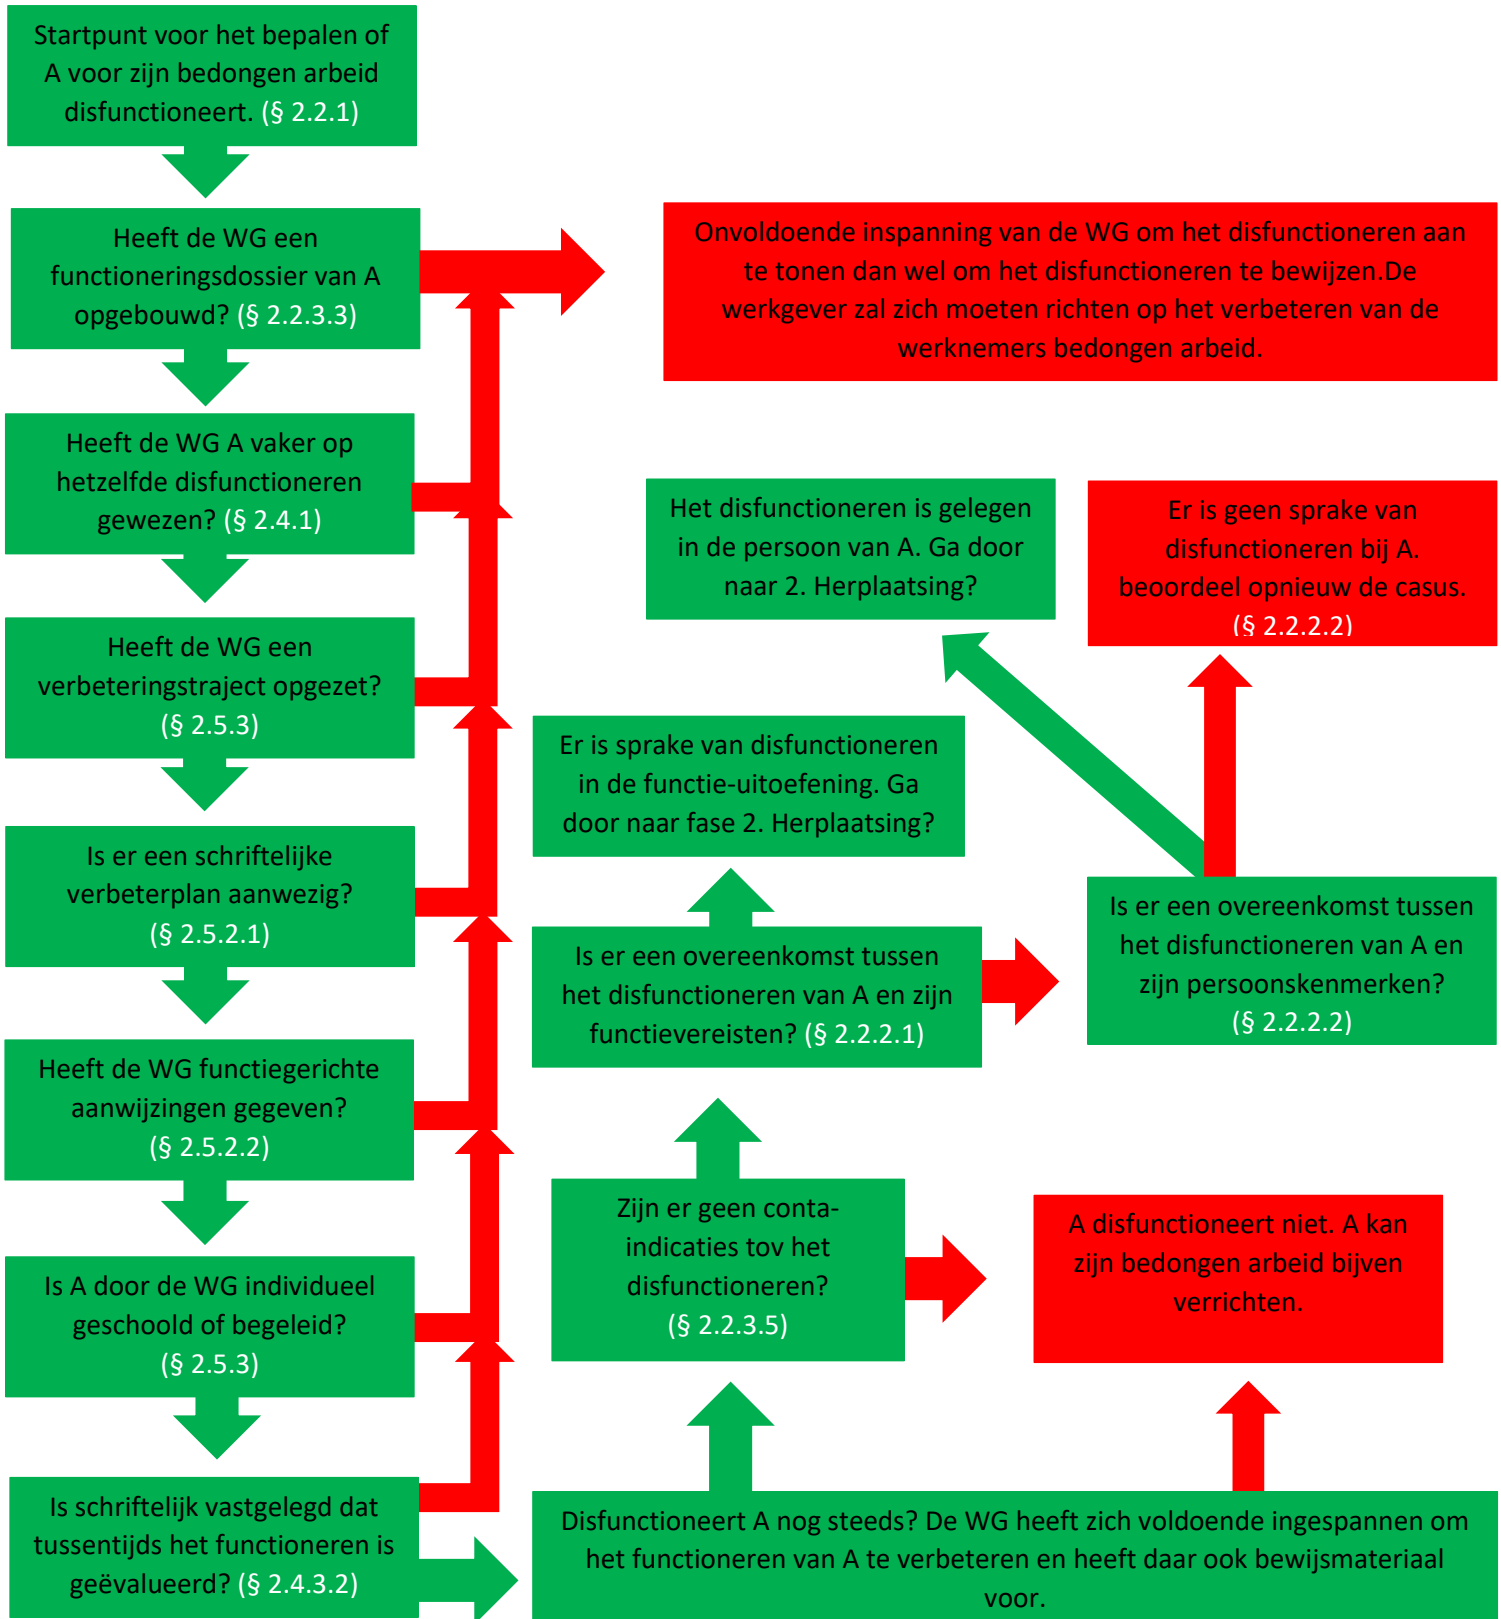 Startpunt voor het bepalen of
A voor zijn bedongen arbeid
disfunctioneert. (§ 2.2.1)
Heeft de WG een
functioneringsdossier van A
opgebouwd? (§ 2.2.3.3)
Onvoldoende inspanning van de WG om het disfunctioneren aan
te tonen dan wel om het disfunctioneren te bewijzen.De
werkgever zal zich moeten richten op het verbeteren van de
werknemers bedongen arbeid.
Heeft de WG A vaker op
hetzelfde disfunctioneren
gewezen? (§ 2.4.1)
Het disfunctioneren is gelegen
in de persoon van A. Ga door
naar 2. Herplaatsing?
Er is geen sprake van
disfunctioneren bij A.
beoordeel opnieuw de casus.
(§ 2.2.2.2)
Heeft de WG een
verbeteringstraject opgezet?
(§ 2.5.3)
Er is sprake van disfunctioneren
in de functie-uitoefening. Ga
door naar fase 2. Herplaatsing?
Is er een schriftelijke
verbeterplan aanwezig?
(§ 2.5.2.1)
Is er een overeenkomst tussen
het disfunctioneren van A en zijn
functievereisten? (§ 2.2.2.1)
Is er een overeenkomst tussen
het disfunctioneren van A en
zijn persoonskenmerken?
(§ 2.2.2.2)
Heeft de WG functiegerichte
aanwijzingen gegeven?
(§ 2.5.2.2)
Zijn er geen conta-
indicaties tov het
disfunctioneren?
(§ 2.2.3.5)
A disfunctioneert niet. A kan
zijn bedongen arbeid bijven
verrichten.
Is A door de WG individueel
geschoold of begeleid?
(§ 2.5.3)
Is schriftelijk vastgelegd dat
tussentijds het functioneren is
geëvalueerd? (§ 2.4.3.2)
Disfunctioneert A nog steeds? De WG heeft zich voldoende ingespannen om
het functioneren van A te verbeteren en heeft daar ook bewijsmateriaal
voor.